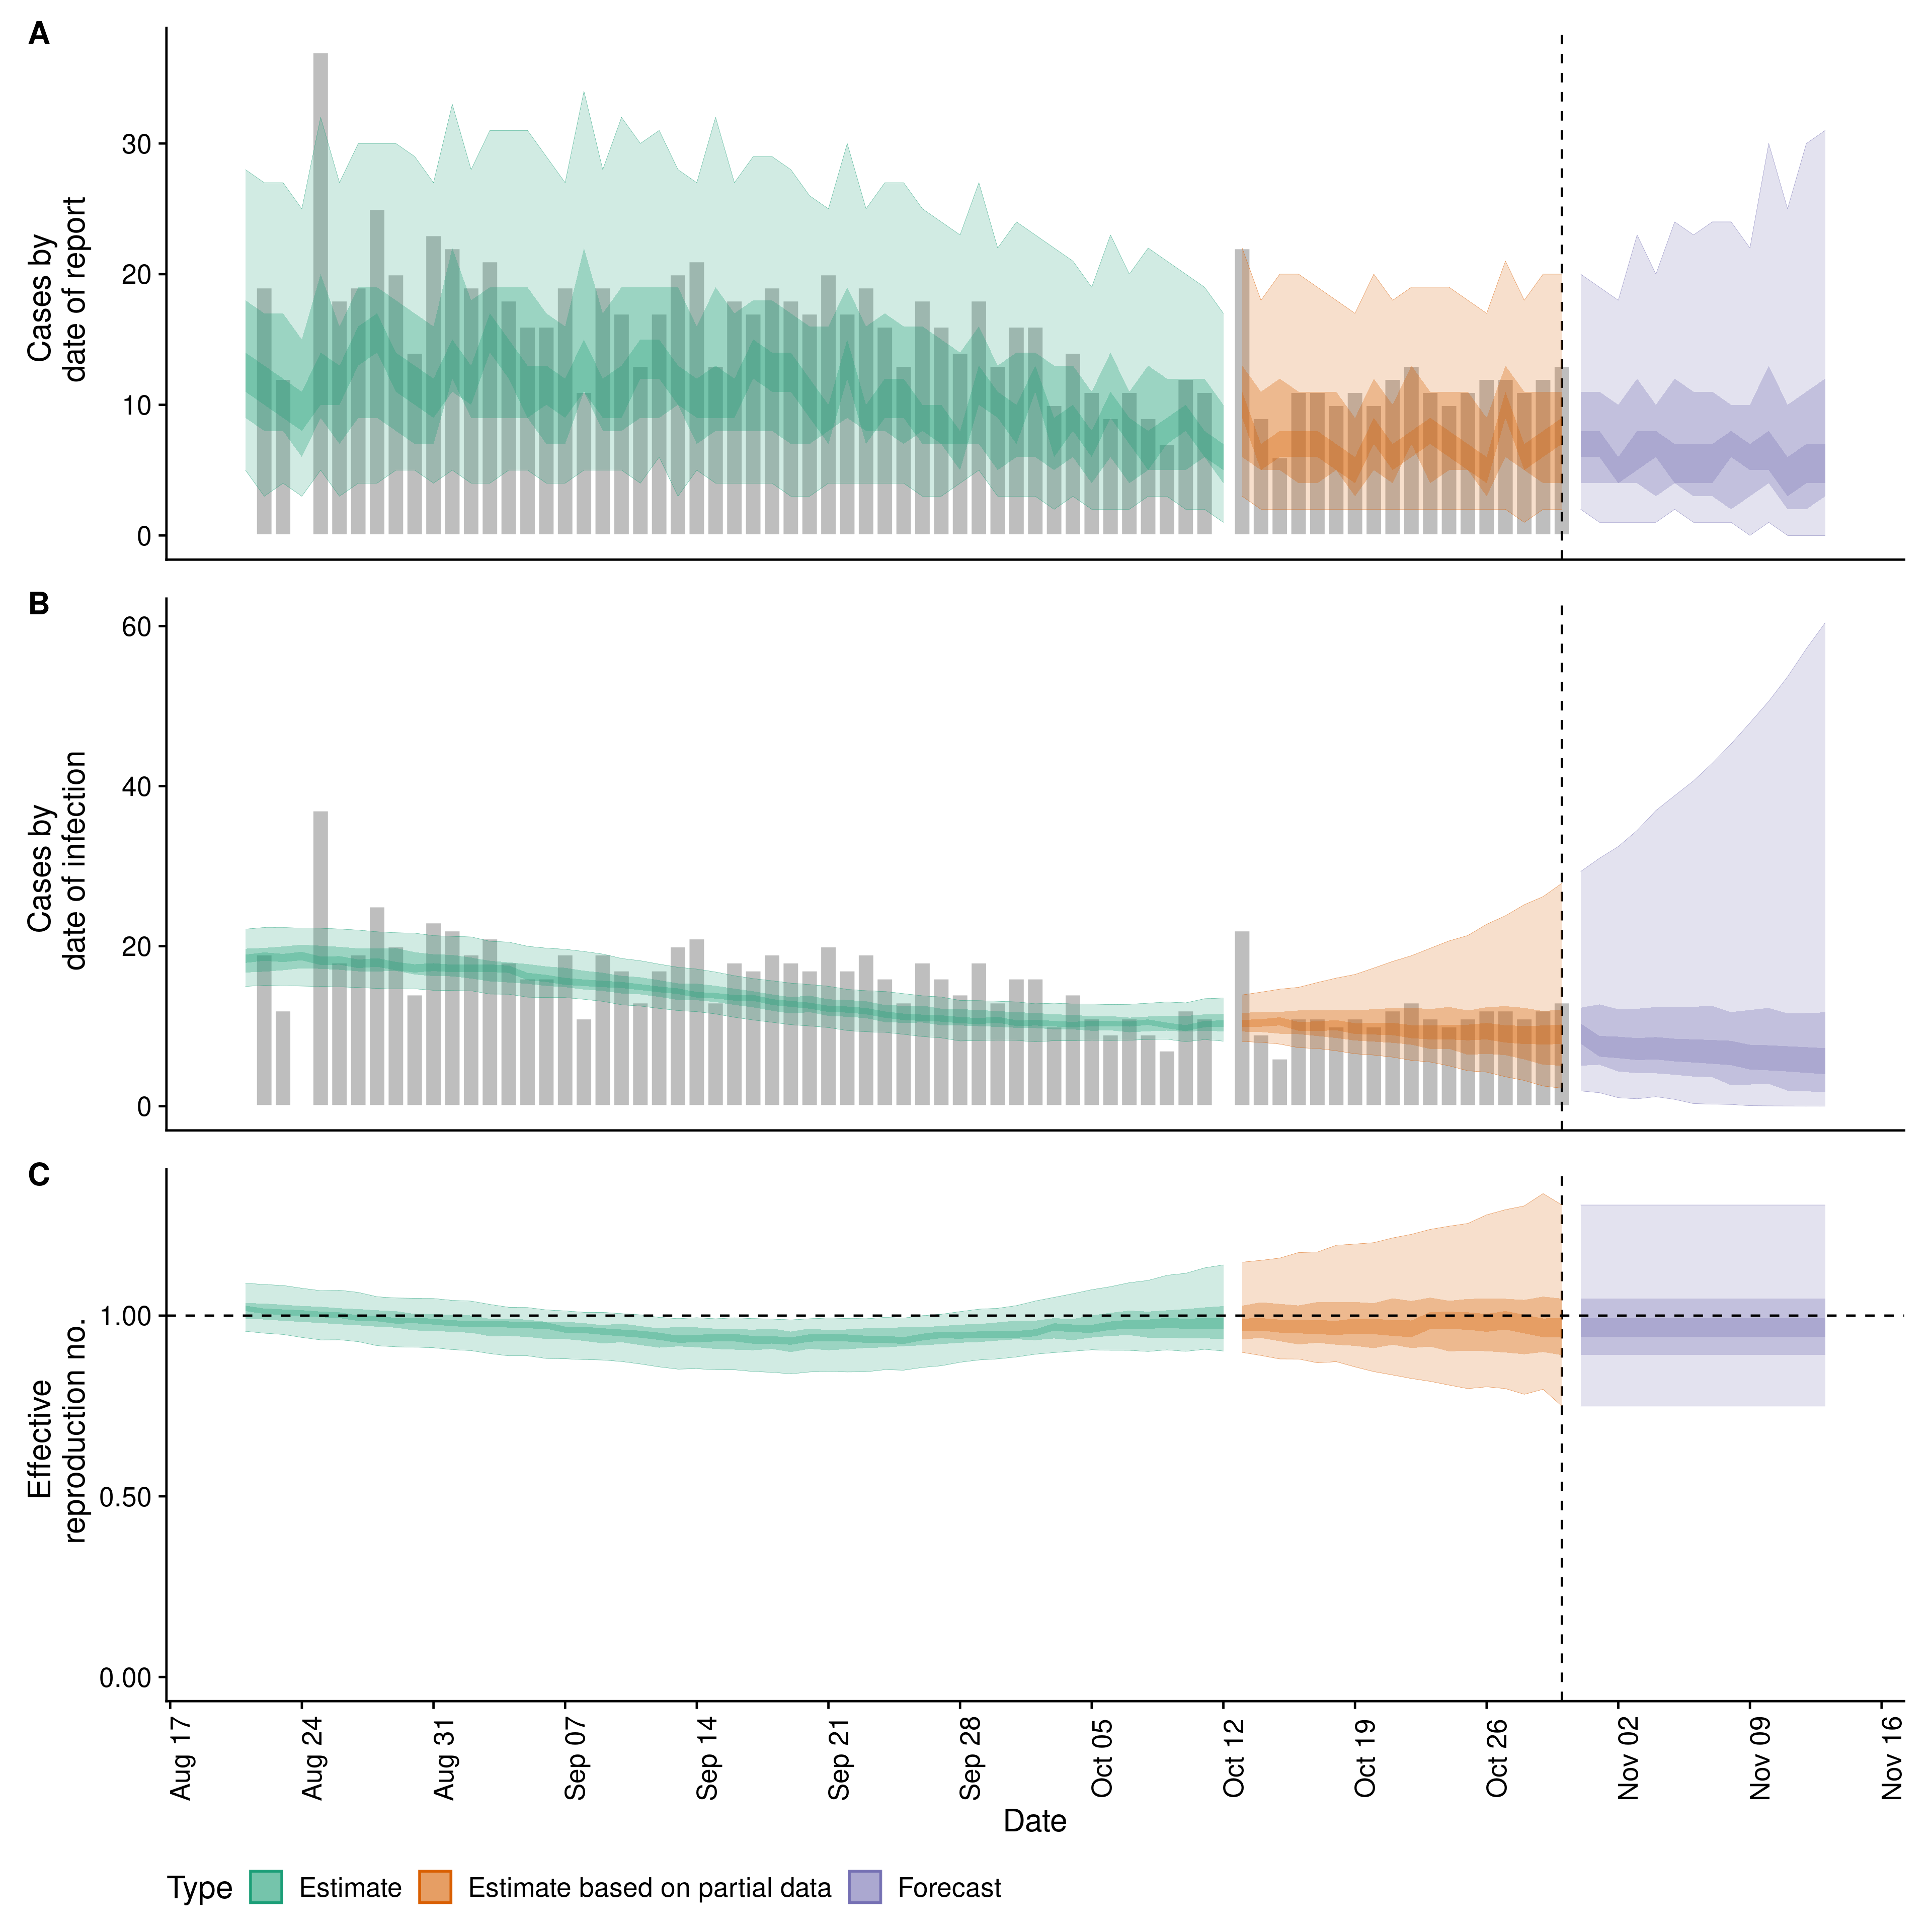 A
Cases by
date of report
30
20
10
0
B
Cases by
date of infection
60
40
20
0
C
Effective
reproduction no.
1.00
0.50
0.00
Aug 17
Aug 24
Aug 31
Sep 07
Sep 14
Sep 21
Sep 28
Oct 05
Oct 12
Oct 19
Oct 26
Nov 02
Nov 09
Nov 16
Date
Type Estimate Estimate based on partial data Forecast